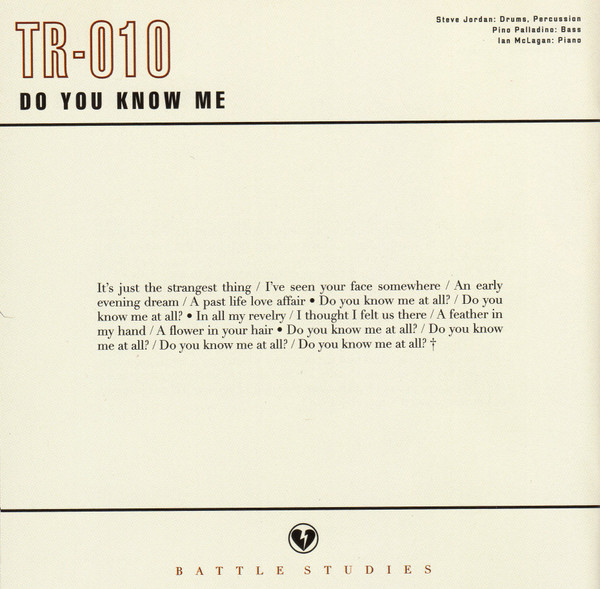 TR-010
DO YOU KNOW ME
Steve Jordan: Drums, Percussion
Pino Palladino: Bass
Ian McLagan: Piano
It's just the strangest thing / I've seen your face somewhere / An early
evening dream / A past life love affair • Do you know me at all? / Do you
know me at all? • In all my revelry / I thought I felt us there / A feather in
my hand / A flower in your hair • Do you know me at all? / Do you know
me at all? / Do you know me at all? / Do you know me at all? †
BATTLE STUDIES